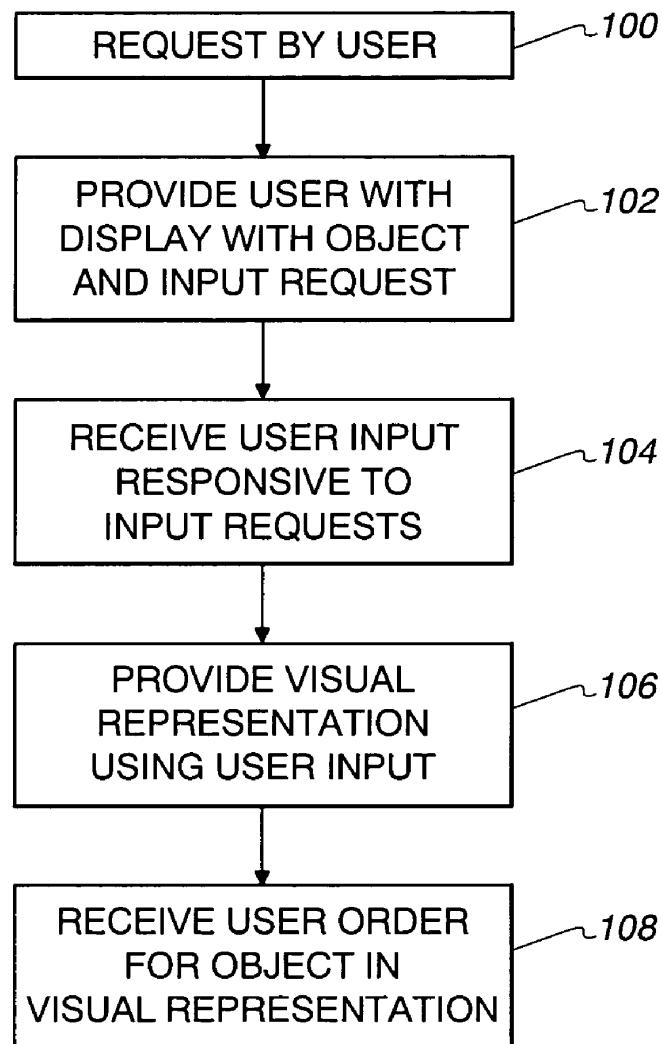 REQUEST BY USER
100
PROVIDE USER WITH
DISPLAY WITH OBJECT
AND INPUT REQUEST
102
RECEIVE USER INPUT
RESPONSIVE TO
INPUT REQUESTS
104
PROVIDE VISUAL
REPRESENTATION
USING USER INPUT
106
RECEIVE USER ORDER
FOR OBJECT IN
VISUAL REPRESENTATION
108